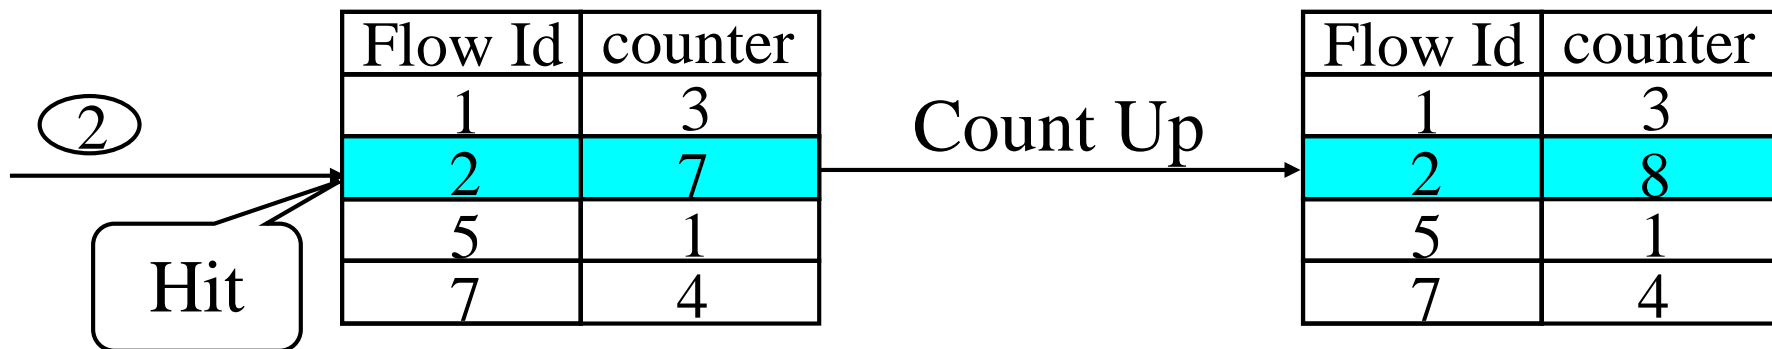 Flow Id counter Flow Id counter
2 1 3 Count Up 1 3
2 7 2 8
5 1 5 1
Hit 7 4 7 4